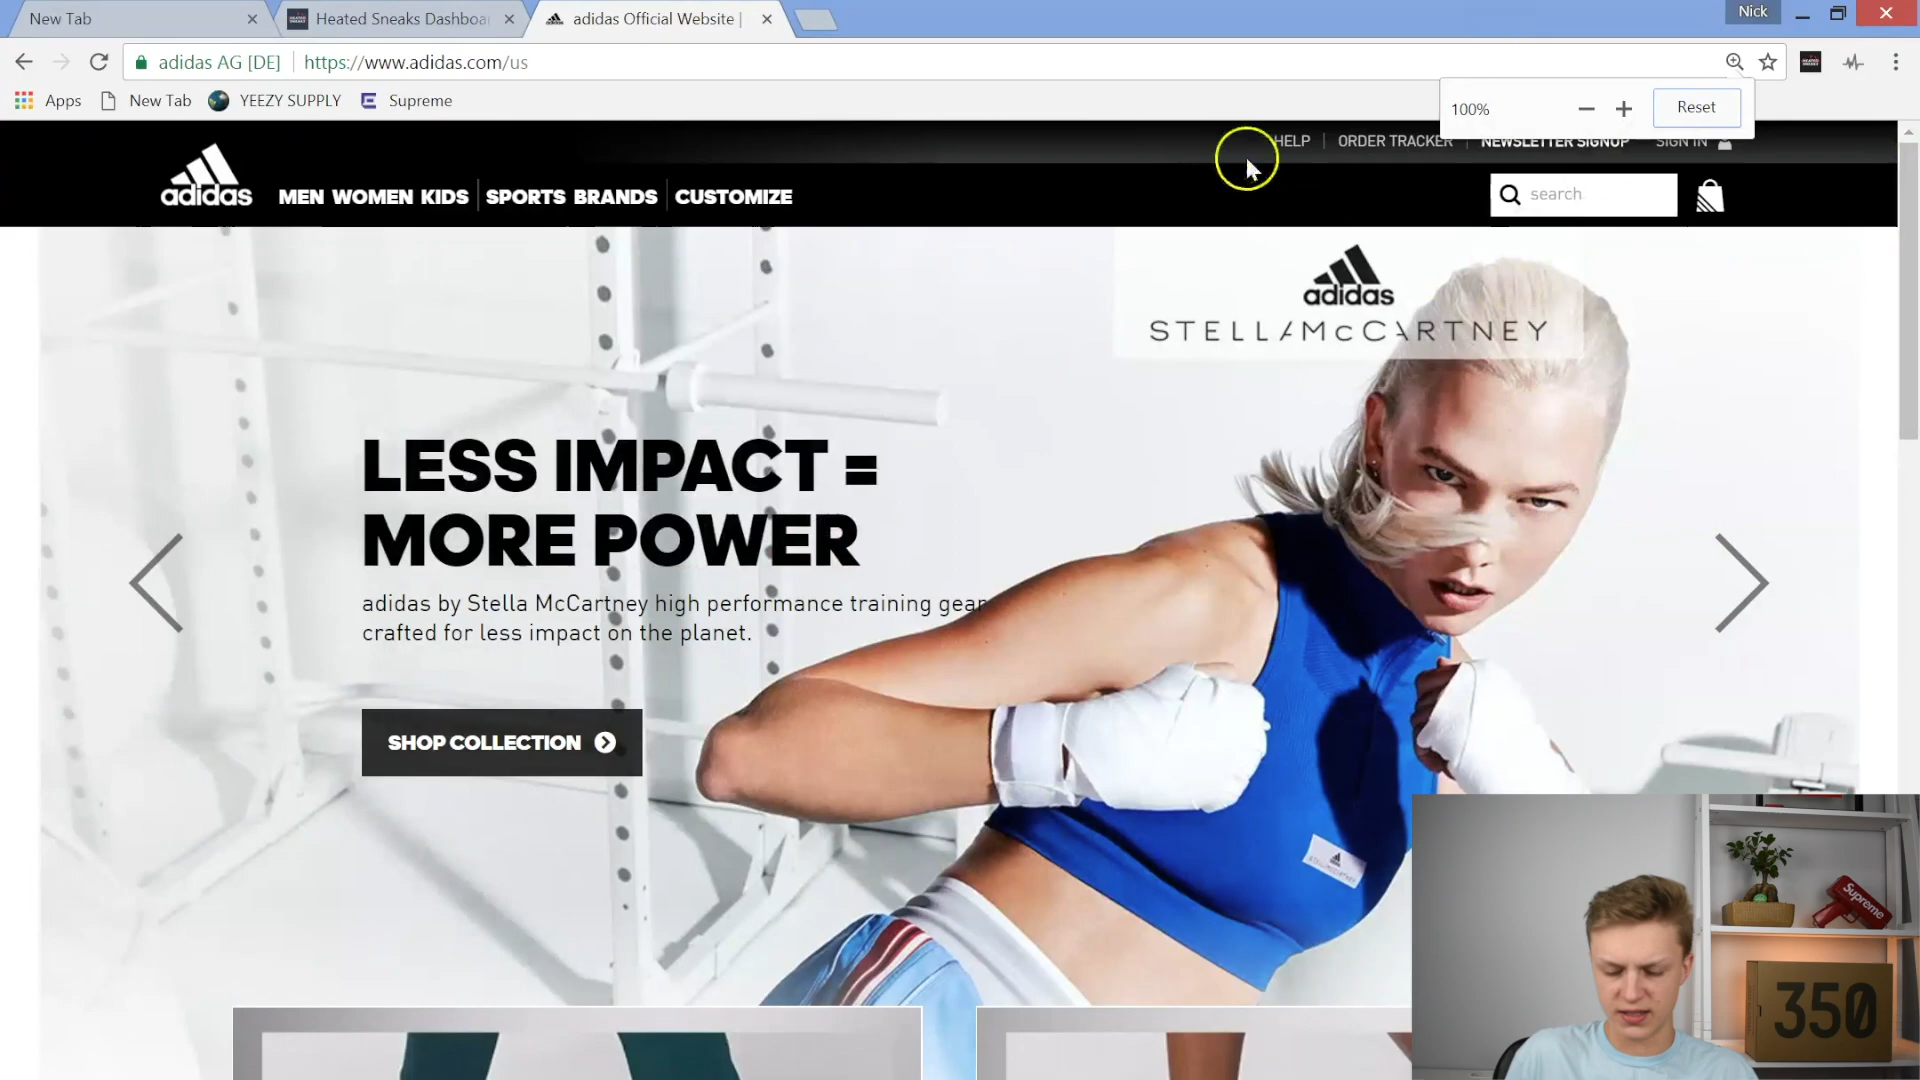 New Tab
Heated Sneaks Dashboar
adidas Official Website |
Nick
adidas AG [DE]
https://www.adidas.com/us
Apps
New Tab
YEEZY SUPPLY
Supreme
100%
Reset
HELP
ORDER TRACKER
NEWSLETTER SIGNUP
SIGN IN
adidas
MEN WOMEN KIDS
SPORTS BRANDS
CUSTOMIZE
search
adidas
STELLAMcCARTNEY
LESS IMPACT =
MORE POWER
adidas by Stella McCartney high performance training gear
crafted for less impact on the planet.
SHOP COLLECTION
Supreme
350